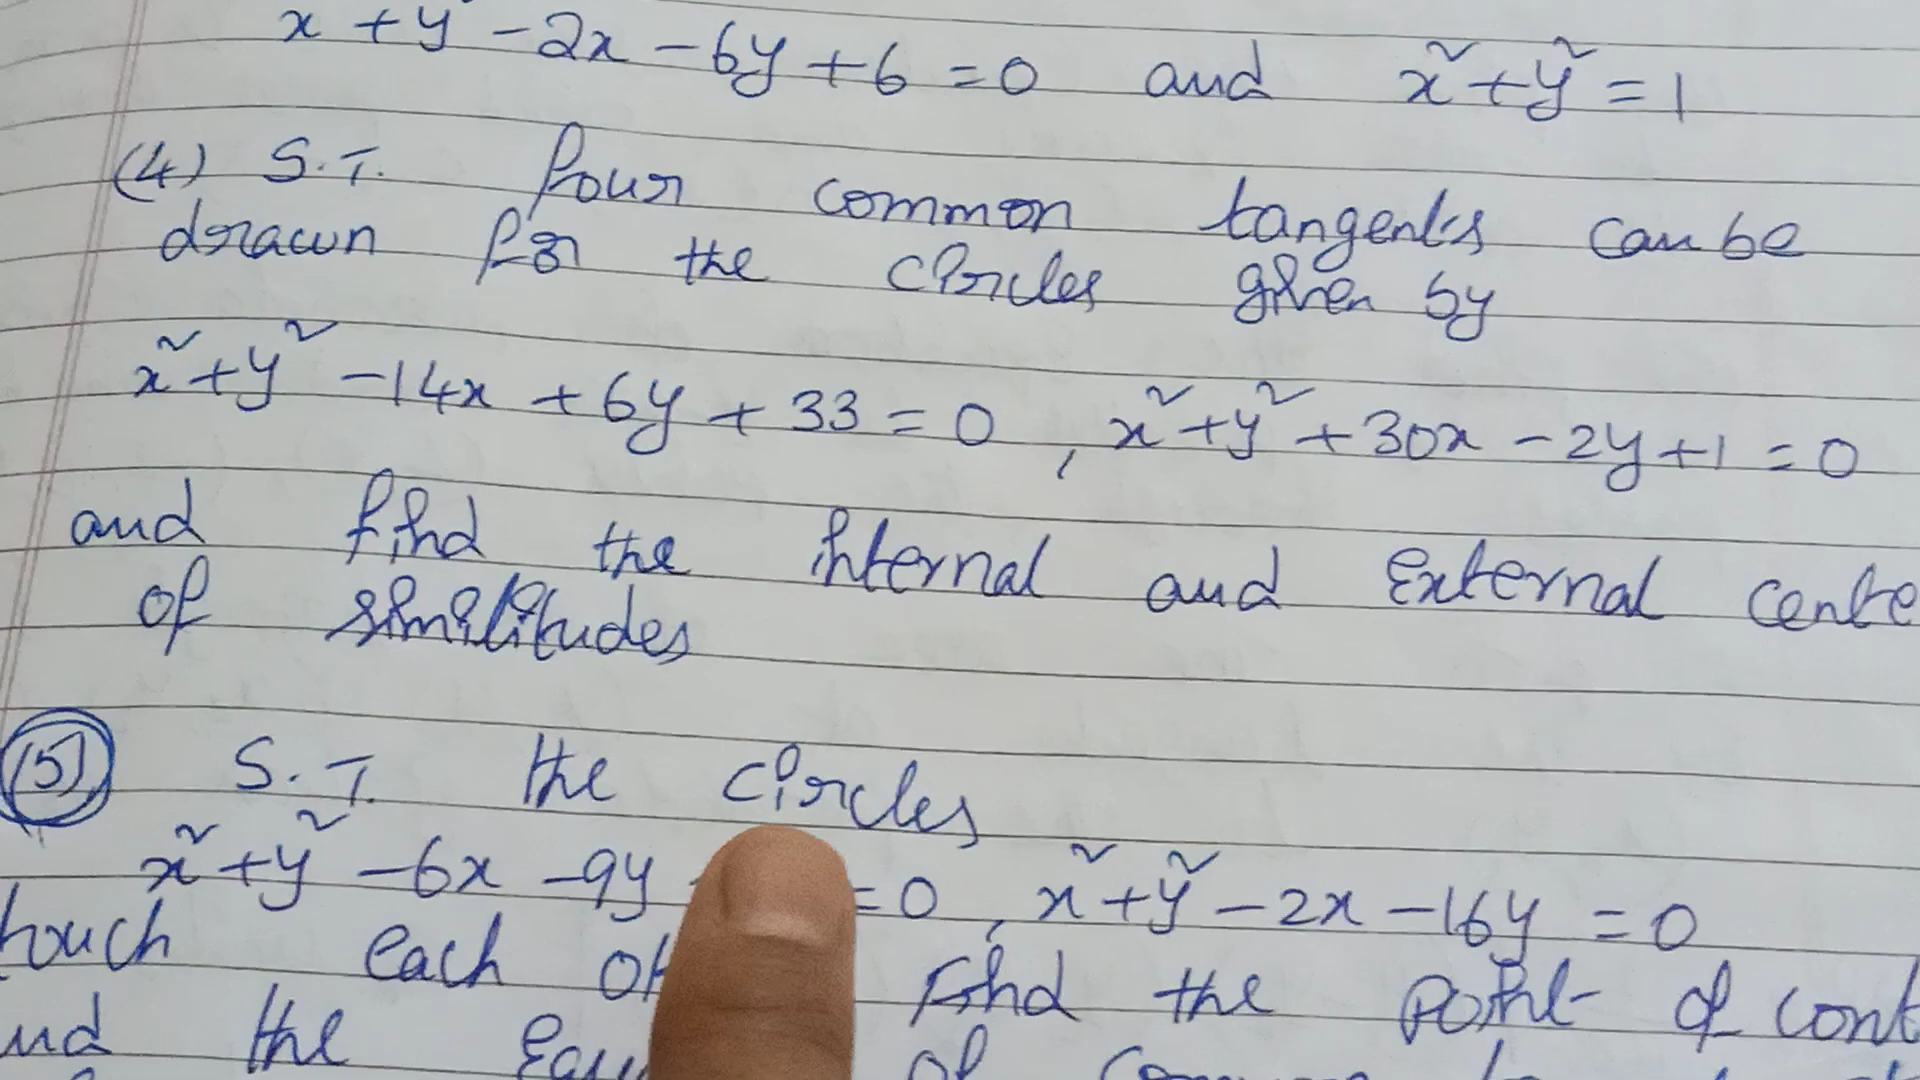 x + y - 2x - 6y + 6 = 0 and x² + y² = 1
(4) S.T. four common tangents can be
drawn for the circles given by
x² + y² - 14x + 6y + 33 = 0 , x² + y² + 30x - 2y + 1 = 0
and find the internal and External cente
of similitudes
(5) S.T. the circles
x² + y² - 6x - 9y = 0 , x² + y² - 2x - 16y = 0
touch each ot find the point of cont
the of